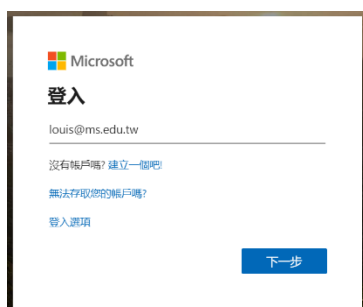 Microsoft
登入
louis@ms.edu.tw
沒有帳戶嗎? 建立一個吧!
無法存取您的帳戶嗎?
登入選項
下一步